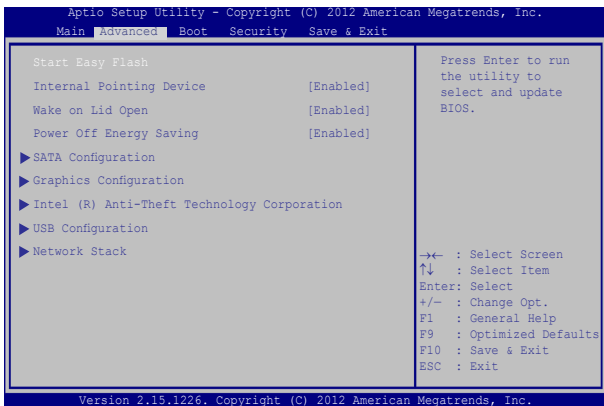 Aptio Setup Utility - Copyright (C) 2012 American Megatrends, Inc.
Main Advanced Boot Security Save & Exit
Start Easy Flash
Internal Pointing Device [Enabled]
Wake on Lid Open [Enabled]
Power Off Energy Saving [Enabled]
▶ SATA Configuration
▶ Graphics Configuration
▶ Intel (R) Anti-Theft Technology Corporation
▶ USB Configuration
▶ Network Stack
Press Enter to run
the utility to
select and update
BIOS.
→← : Select Screen
↑↓ : Select Item
Enter: Select
+/— : Change Opt.
F1 : General Help
F9 : Optimized Defaults
F10 : Save & Exit
ESC : Exit
Version 2.15.1226. Copyright (C) 2012 American Megatrends, Inc.